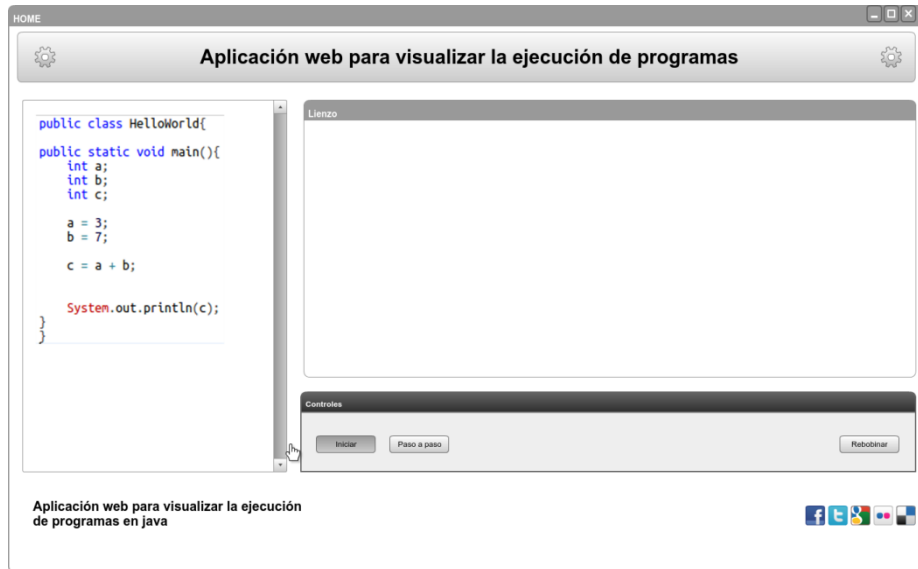 HOME
Aplicación web para visualizar la ejecución de programas
public class HelloWorld{
public static void main(){
int a;
int b;
int c;
a = 3;
b = 7;
c = a + b;
System.out.println(c);
}
}
Lienzo
Controles
Iniciar
Paso a paso
Rebobinar
Aplicación web para visualizar la ejecución
de programas en java